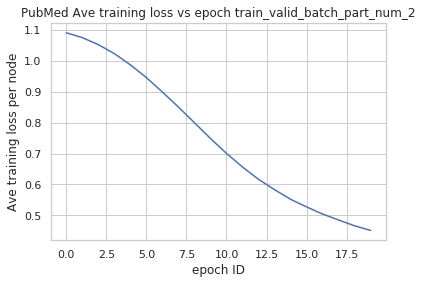 PubMed Ave training loss vs epoch train_valid_batch_part_num_2
1.1
1.0
0.9
0.8
0.7
0.6
0.5
Ave training loss per node
0.0 2.5 5.0 7.5 10.0 12.5 15.0 17.5
epoch ID